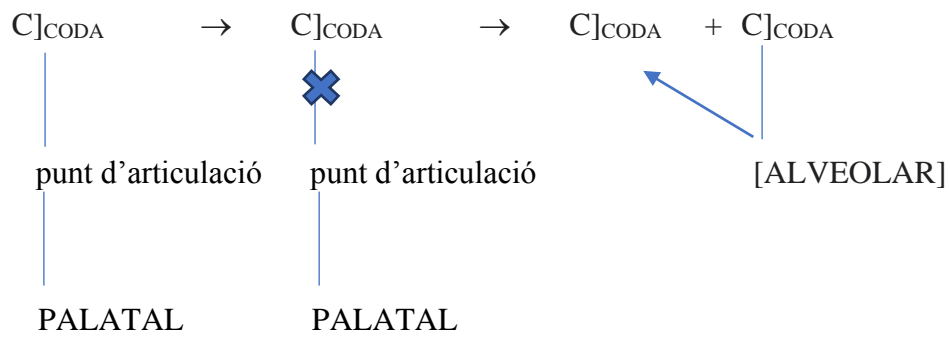 C]CODA → C]CODA → C]CODA + C]CODA
punt d’articulació punt d’articulació [ALVEOLAR]
PALATAL PALATAL